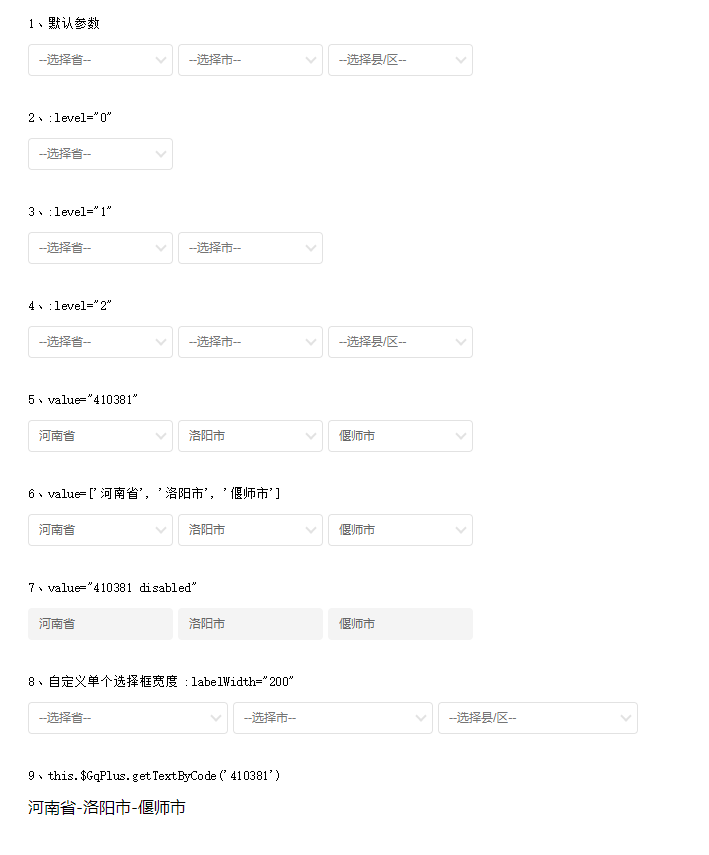 1、默认参数
--选择省-- --选择市-- --选择县/区--
2、:level="0"
--选择省--
3、:level="1"
--选择省-- --选择市--
4、:level="2"
--选择省-- --选择市-- --选择县/区--
5、value="410381"
河南省 洛阳市 偃师市
6、value=['河南省', '洛阳市', '偃师市']
河南省 洛阳市 偃师市
7、value="410381 disabled"
河南省 洛阳市 偃师市
8、自定义单个选择框宽度 :labelWidth="200"
--选择省-- --选择市-- --选择县/区--
9、this.$GqPlus.getTextByCode('410381')
河南省-洛阳市-偃师市